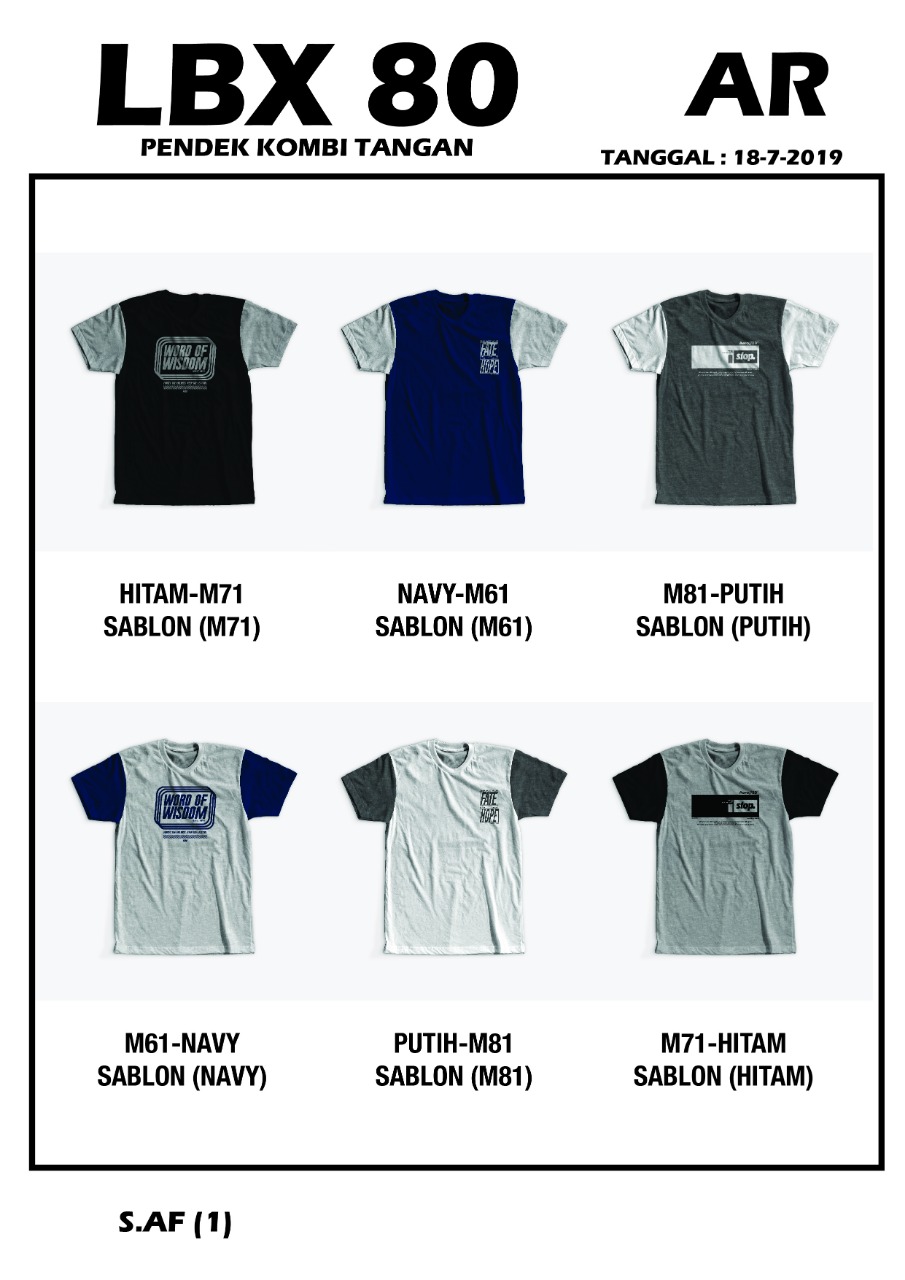 LBX 80
AR
PENDEK KOMBI TANGAN
TANGGAL : 18-7-2019
WORD OF
WISDOM
FATE
HOPE
stop.
HITAM-M71
SABLON (M71)
NAVY-M61
SABLON (M61)
M81-PUTIH
SABLON (PUTIH)
WORD OF
WISDOM
FATE
HOPE
stop.
M61-NAVY
SABLON (NAVY)
PUTIH-M81
SABLON (M81)
M71-HITAM
SABLON (HITAM)
S.AF (1)